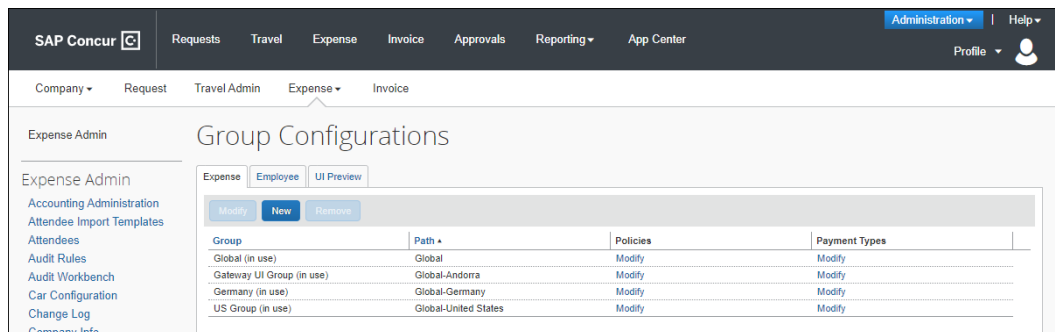 Administration | Help
SAP Concur C Requests Travel Expense Invoice Approvals Reporting App Center
Profile
Company Request Travel Admin Expense Invoice
Expense Admin
Group Configurations
Expense Employee UI Preview
Expense Admin
Modify New Remove
Accounting Administration
Attendee Import Templates
Attendees
Audit Rules
Audit Workbench
Car Configuration
Change Log
Company Info
Group Path Policies Payment Types
Global (in use) Global Modify Modify
Gateway UI Group (in use) Global-Andorra Modify Modify
Germany (in use) Global-Germany Modify Modify
US Group (in use) Global-United States Modify Modify